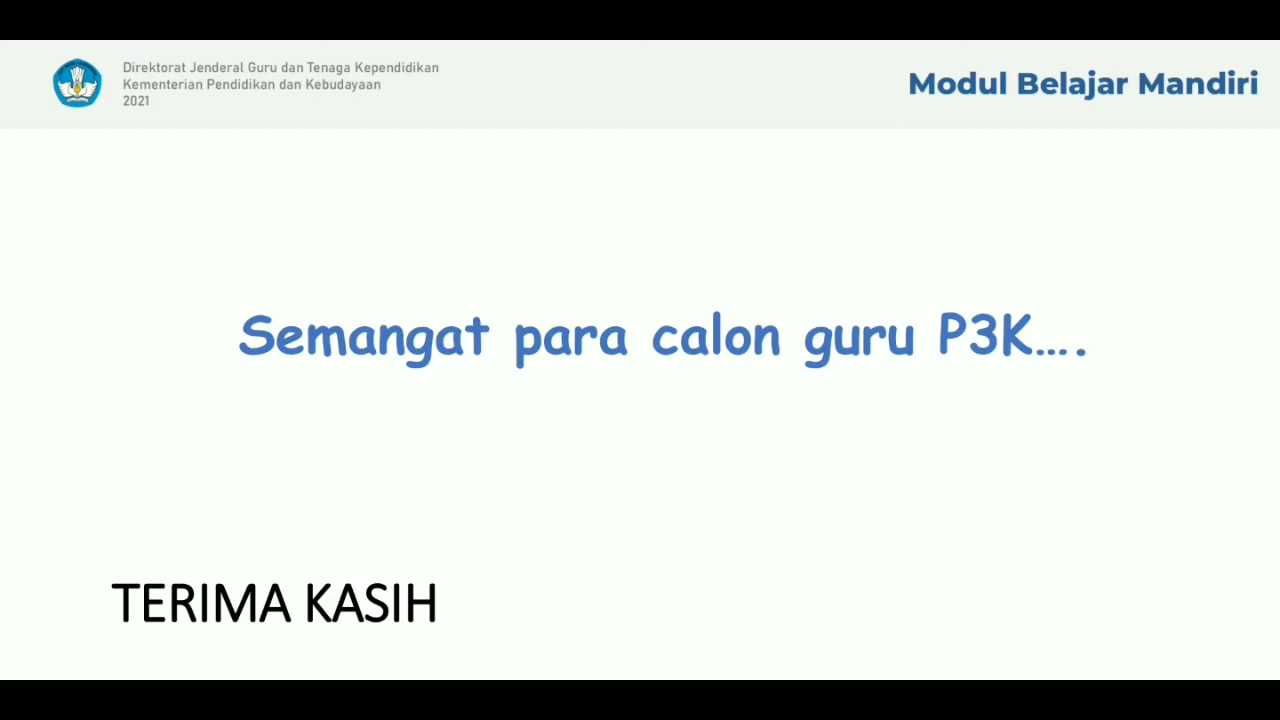 Direktorat Jenderal Guru dan Tenaga Kependidikan
Kementerian Pendidikan dan Kebudayaan
2021
Modul Belajar Mandiri
Semangat para calon guru P3K....
TERIMA KASIH